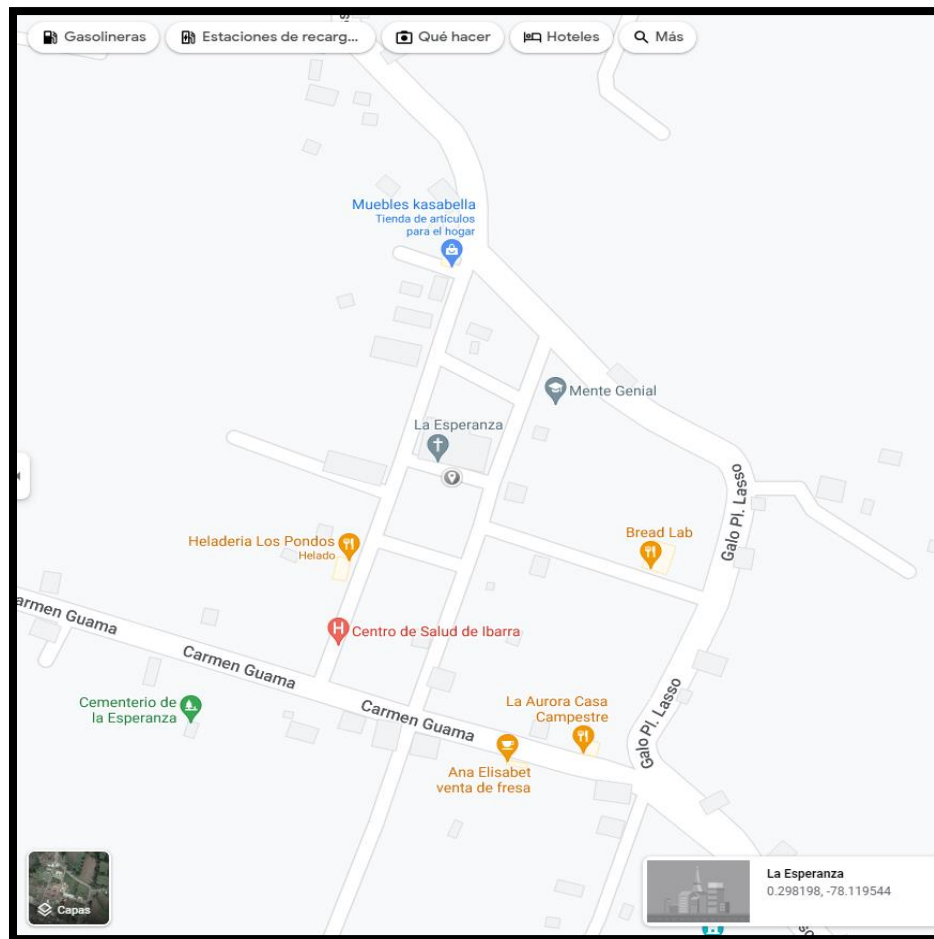 Gasolineras
Estaciones de recarg...
Qué hacer
Hoteles
Más
Muebles kasabella
Tienda de artículos
para el hogar
Mente Genial
La Esperanza
Galo Pl. Lasso
Bread Lab
Heladeria Los Pondos
Helado
H
Centro de Salud de Ibarra
armen Guama
Carmen Guama
Carmen Guama
Cementerio de
la Esperanza
La Aurora Casa
Campestre
Galo Pl. Lasso
Ana Elisabet
venta de fresa
Capas
La Esperanza
0.298198, -78.119544